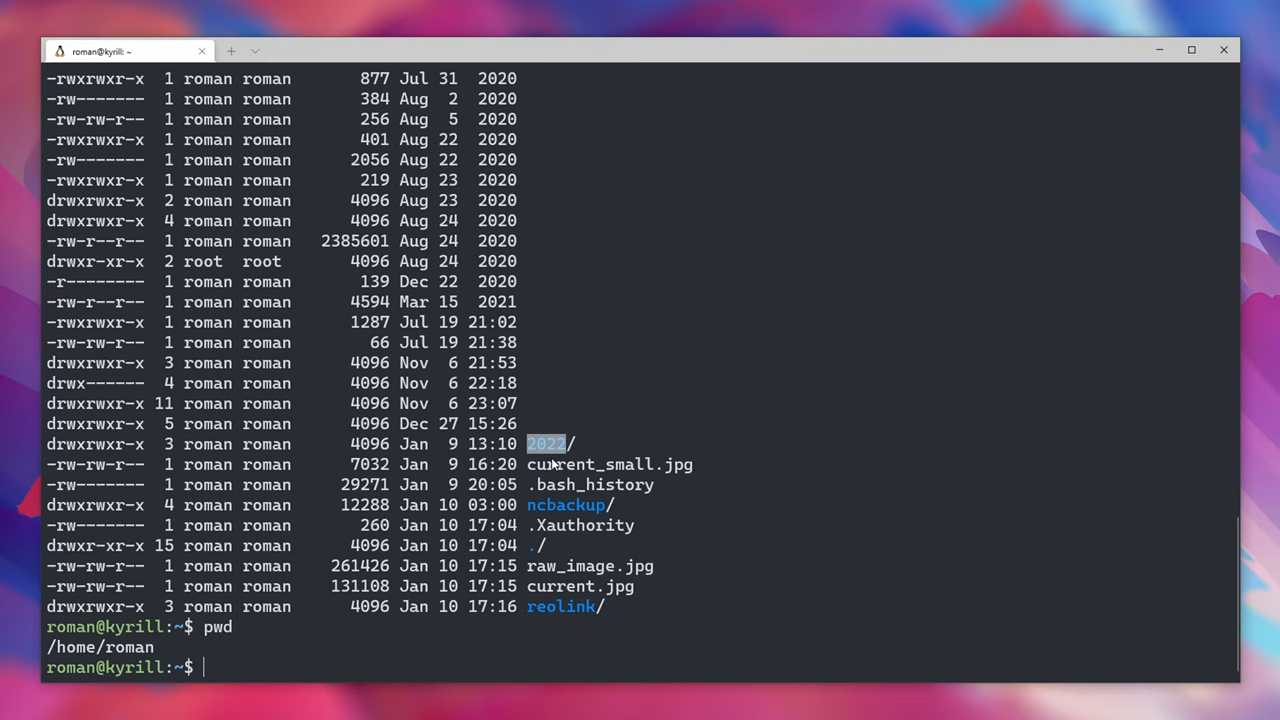 roman@kyrill: ~
-rwxrwxr-x  1 roman roman       877 Jul 31  2020
-rw-------  1 roman roman       384 Aug  2  2020
-rw-rw-r--  1 roman roman       256 Aug  5  2020
-rwxrwxr-x  1 roman roman       401 Aug 22  2020
-rw-------  1 roman roman      2056 Aug 22  2020
-rwxrwxr-x  1 roman roman       219 Aug 23  2020
drwxrwxr-x  2 roman roman      4096 Aug 23  2020
drwxrwxr-x  4 roman roman      4096 Aug 24  2020
-rw-r--r--  1 roman roman   2385601 Aug 24  2020
drwxr-xr-x  2 root  root       4096 Aug 24  2020
-r--------  1 roman roman       139 Dec 22  2020
-rw-r--r--  1 roman roman      4594 Mar 15  2021
-rwxrwxr-x  1 roman roman      1287 Jul 19 21:02
-rw-rw-r--  1 roman roman        66 Jul 19 21:38
drwxrwxr-x  3 roman roman      4096 Nov  6 21:53
drwx------  4 roman roman      4096 Nov  6 22:18
drwxrwxr-x 11 roman roman      4096 Nov  6 23:07
drwxrwxr-x  5 roman roman      4096 Dec 27 15:26
drwxrwxr-x  3 roman roman      4096 Jan  9 13:10 2022/
-rw-rw-r--  1 roman roman      7032 Jan  9 16:20 current_small.jpg
-rw-------  1 roman roman     29271 Jan  9 20:05 .bash_history
drwxrwxr-x  4 roman roman     12288 Jan 10 03:00 ncbackup/
-rw-------  1 roman roman       260 Jan 10 17:04 .Xauthority
drwxr-xr-x 15 roman roman      4096 Jan 10 17:04 ./
-rw-rw-r--  1 roman roman    261426 Jan 10 17:15 raw_image.jpg
-rw-rw-r--  1 roman roman    131108 Jan 10 17:15 current.jpg
drwxrwxr-x  3 roman roman      4096 Jan 10 17:16 reolink/
roman@kyrill:~$ pwd
/home/roman
roman@kyrill:~$